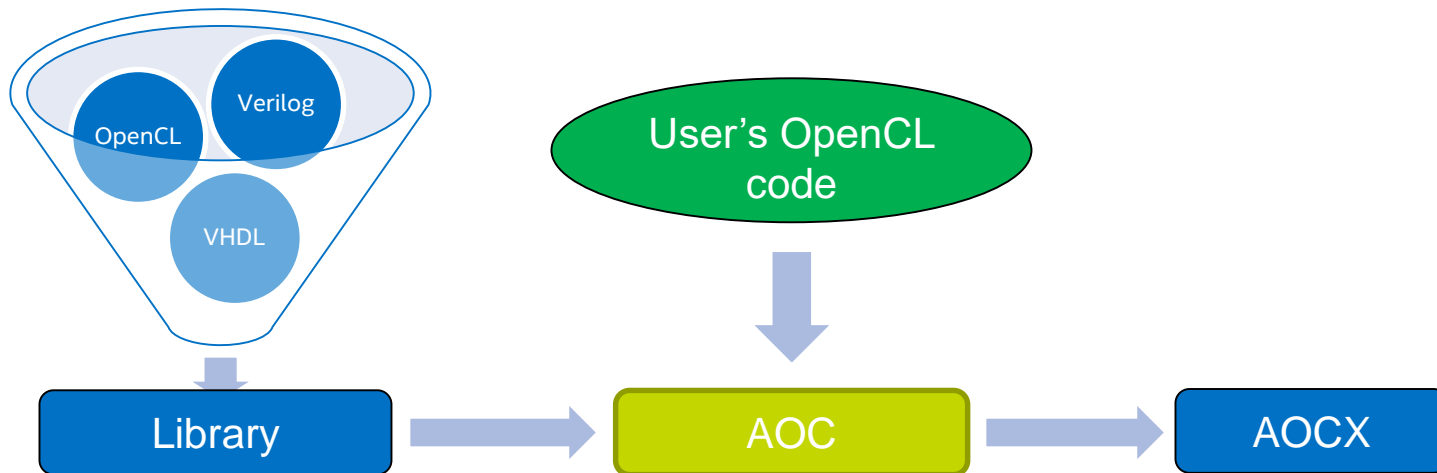 Verilog
OpenCL
VHDL
User’s OpenCL
code
Library
AOC
AOCX